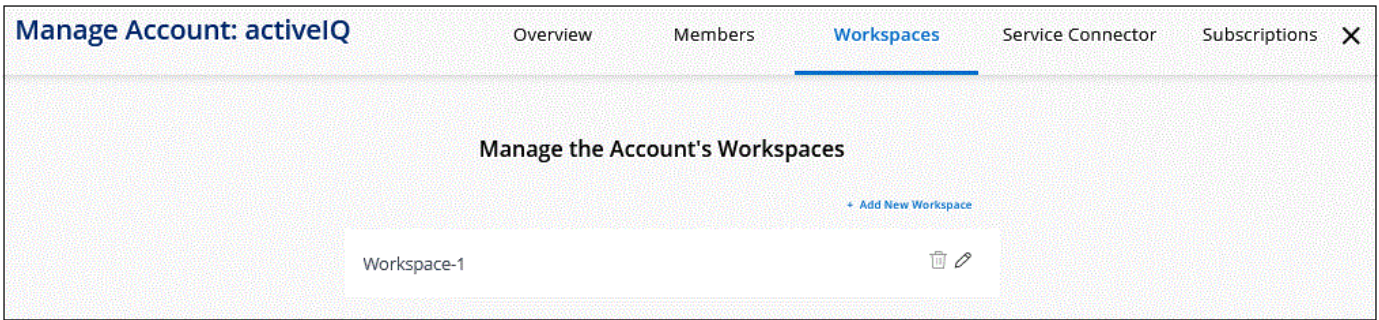 Manage Account: activeIQ
Overview
Members
Workspaces
Service Connector
Subscriptions
Manage the Account's Workspaces
+ Add New Workspace
Workspace-1